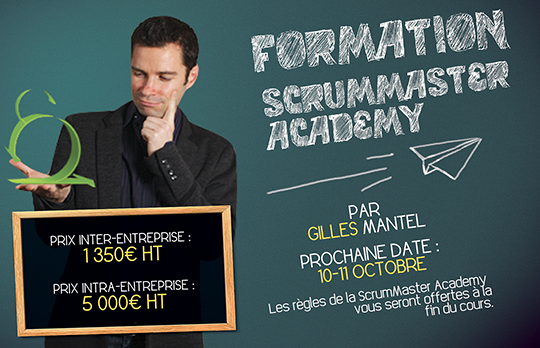 FORMATION
SCRUMMASTER
ACADEMY
PAR
GILLES MANTEL
PROCHAINE DATE :
10-11 OCTOBRE
Les règles de la ScrumMaster Academy
vous seront offertes à la
fin du cours.
PRIX INTER-ENTREPRISE :
1 350€ HT
PRIX INTRA-ENTREPRISE :
5 000€ HT